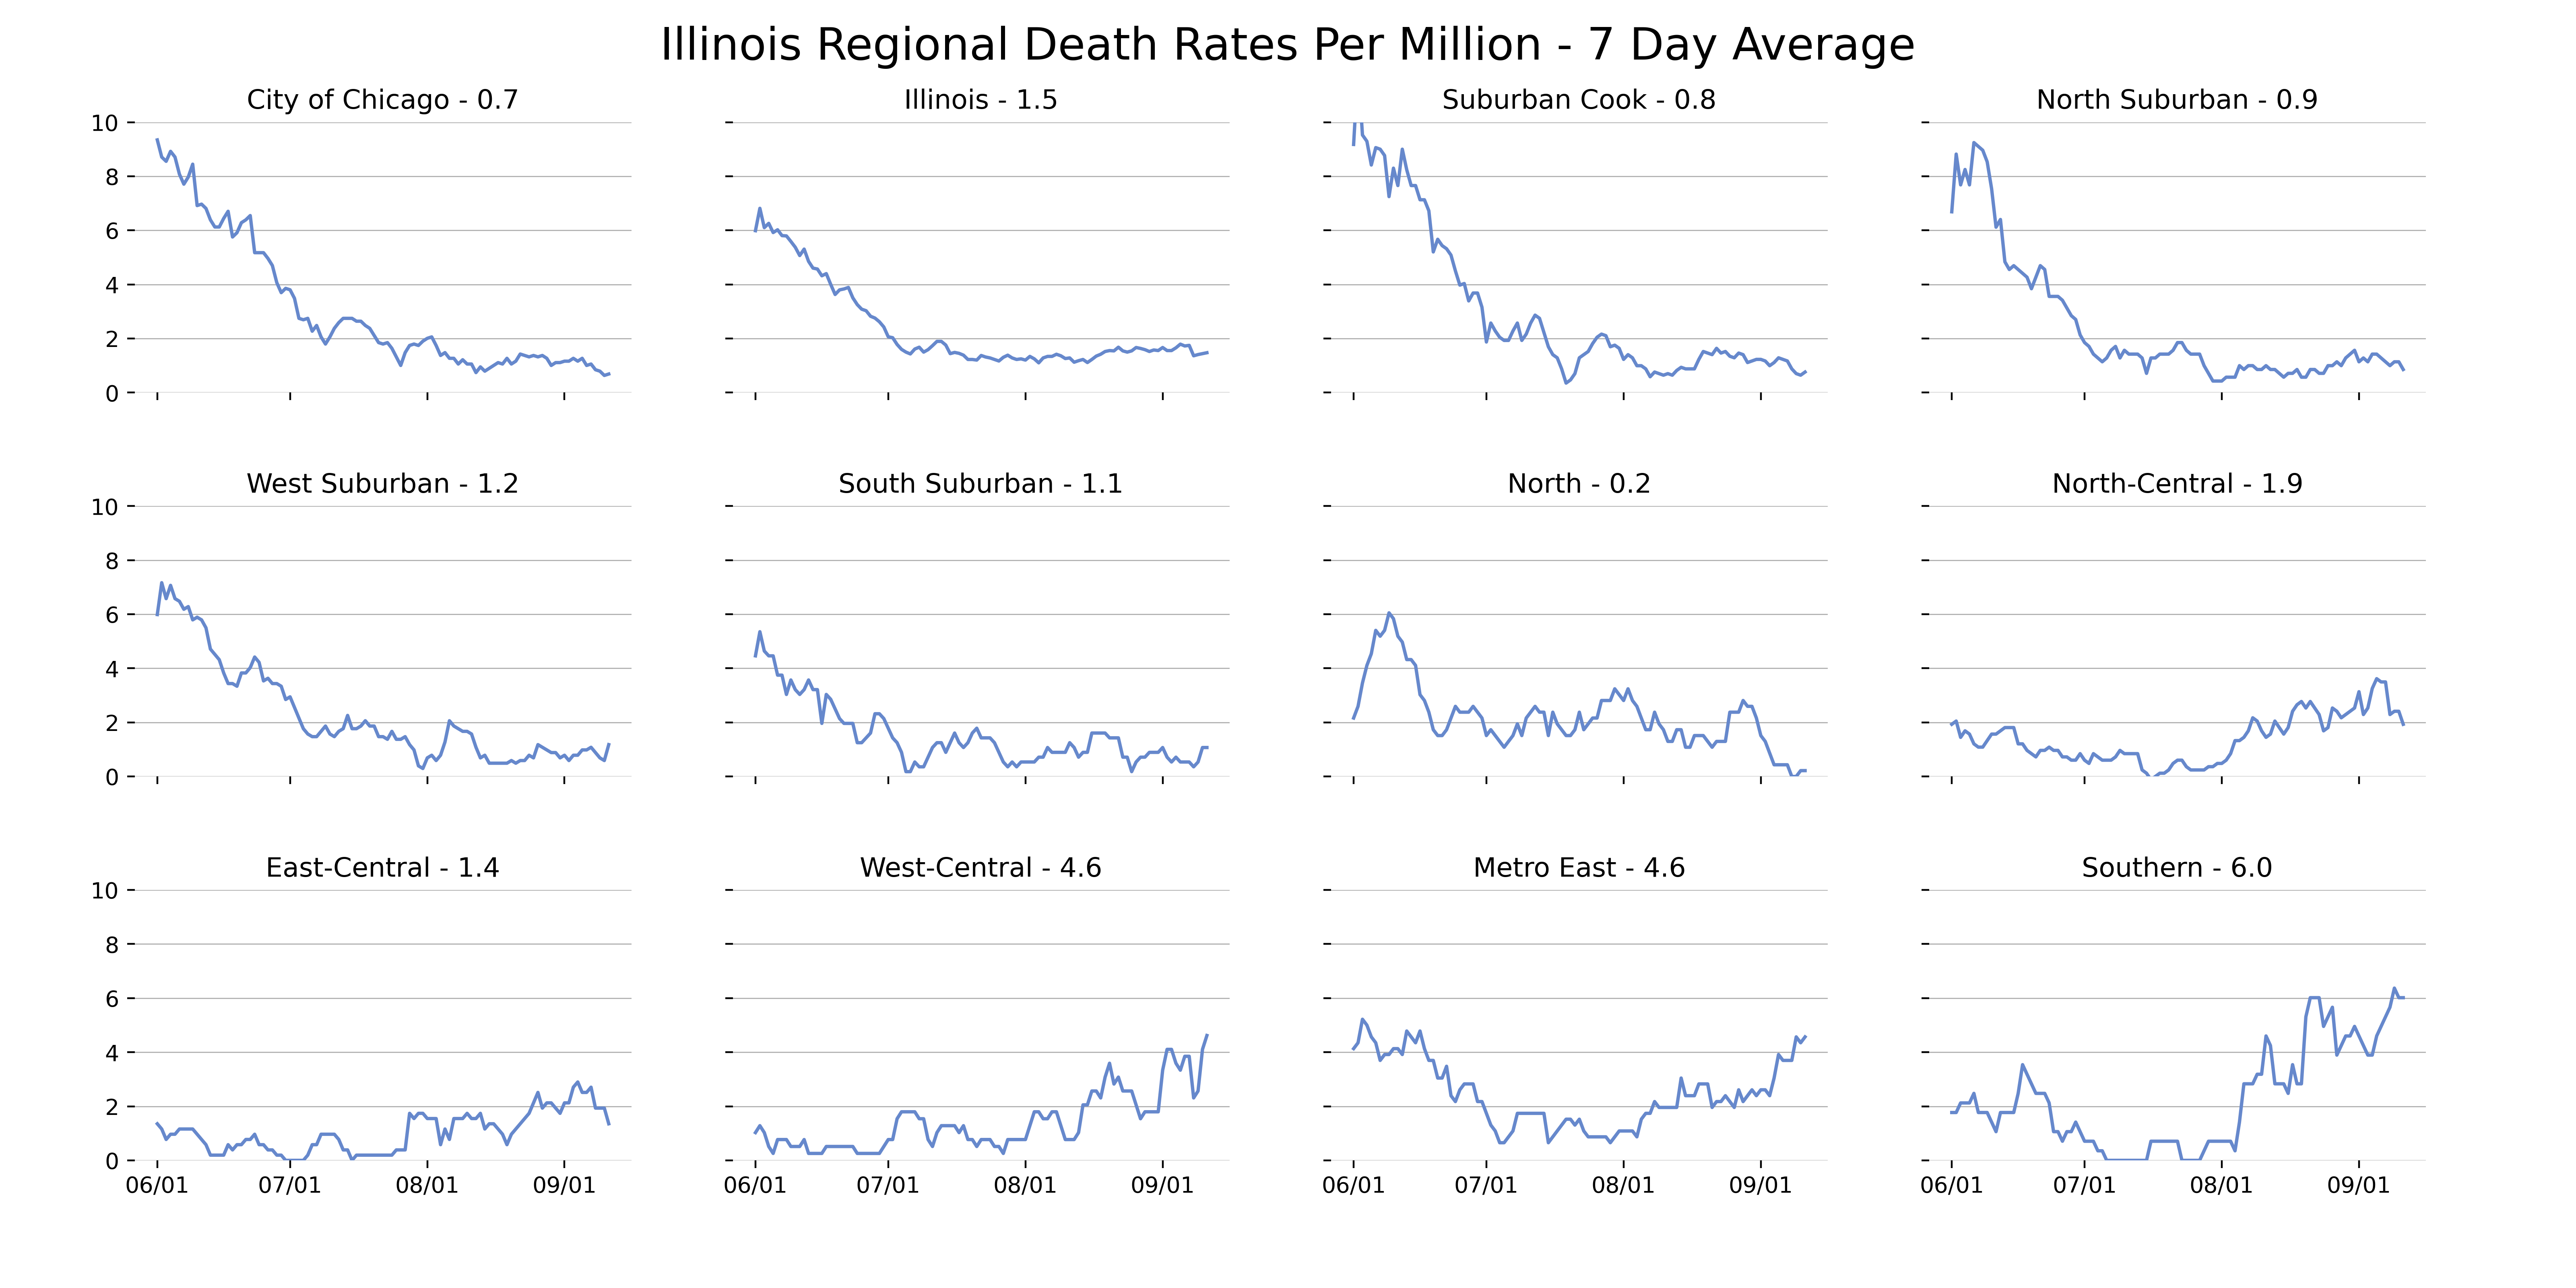 Illinois Regional Death Rates Per Million - 7 Day Average
City of Chicago - 0.7
Illinois - 1.5
Suburban Cook - 0.8
North Suburban - 0.9
10
8
6
4
2
0
West Suburban - 1.2
South Suburban - 1.1
North - 0.2
North-Central - 1.9
10
8
6
4
2
0
East-Central - 1.4
West-Central - 4.6
Metro East - 4.6
Southern - 6.0
10
8
6
4
2
0
06/01 07/01 08/01 09/01
06/01 07/01 08/01 09/01
06/01 07/01 08/01 09/01
06/01 07/01 08/01 09/01